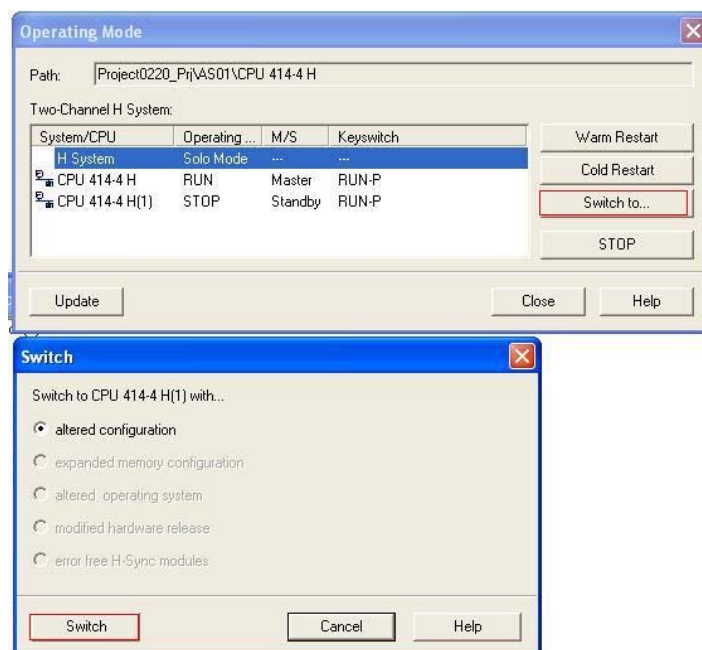 Operating Mode
Path: Project0220_Prj\AS01\CPU 414-4 H
Two-Channel H System:
System/CPU Operating ... M/S Keyswitch
H System Solo Mode --- ---
CPU 414-4 H RUN Master RUN-P
CPU 414-4 H(1) STOP Standby RUN-P
Warm Restart
Cold Restart
Switch to...
STOP
Update Close Help
Switch
Switch to CPU 414-4 H(1) with...
altered configuration
expanded memory configuration
altered operating system
modified hardware release
error free H-Sync modules
Switch Cancel Help